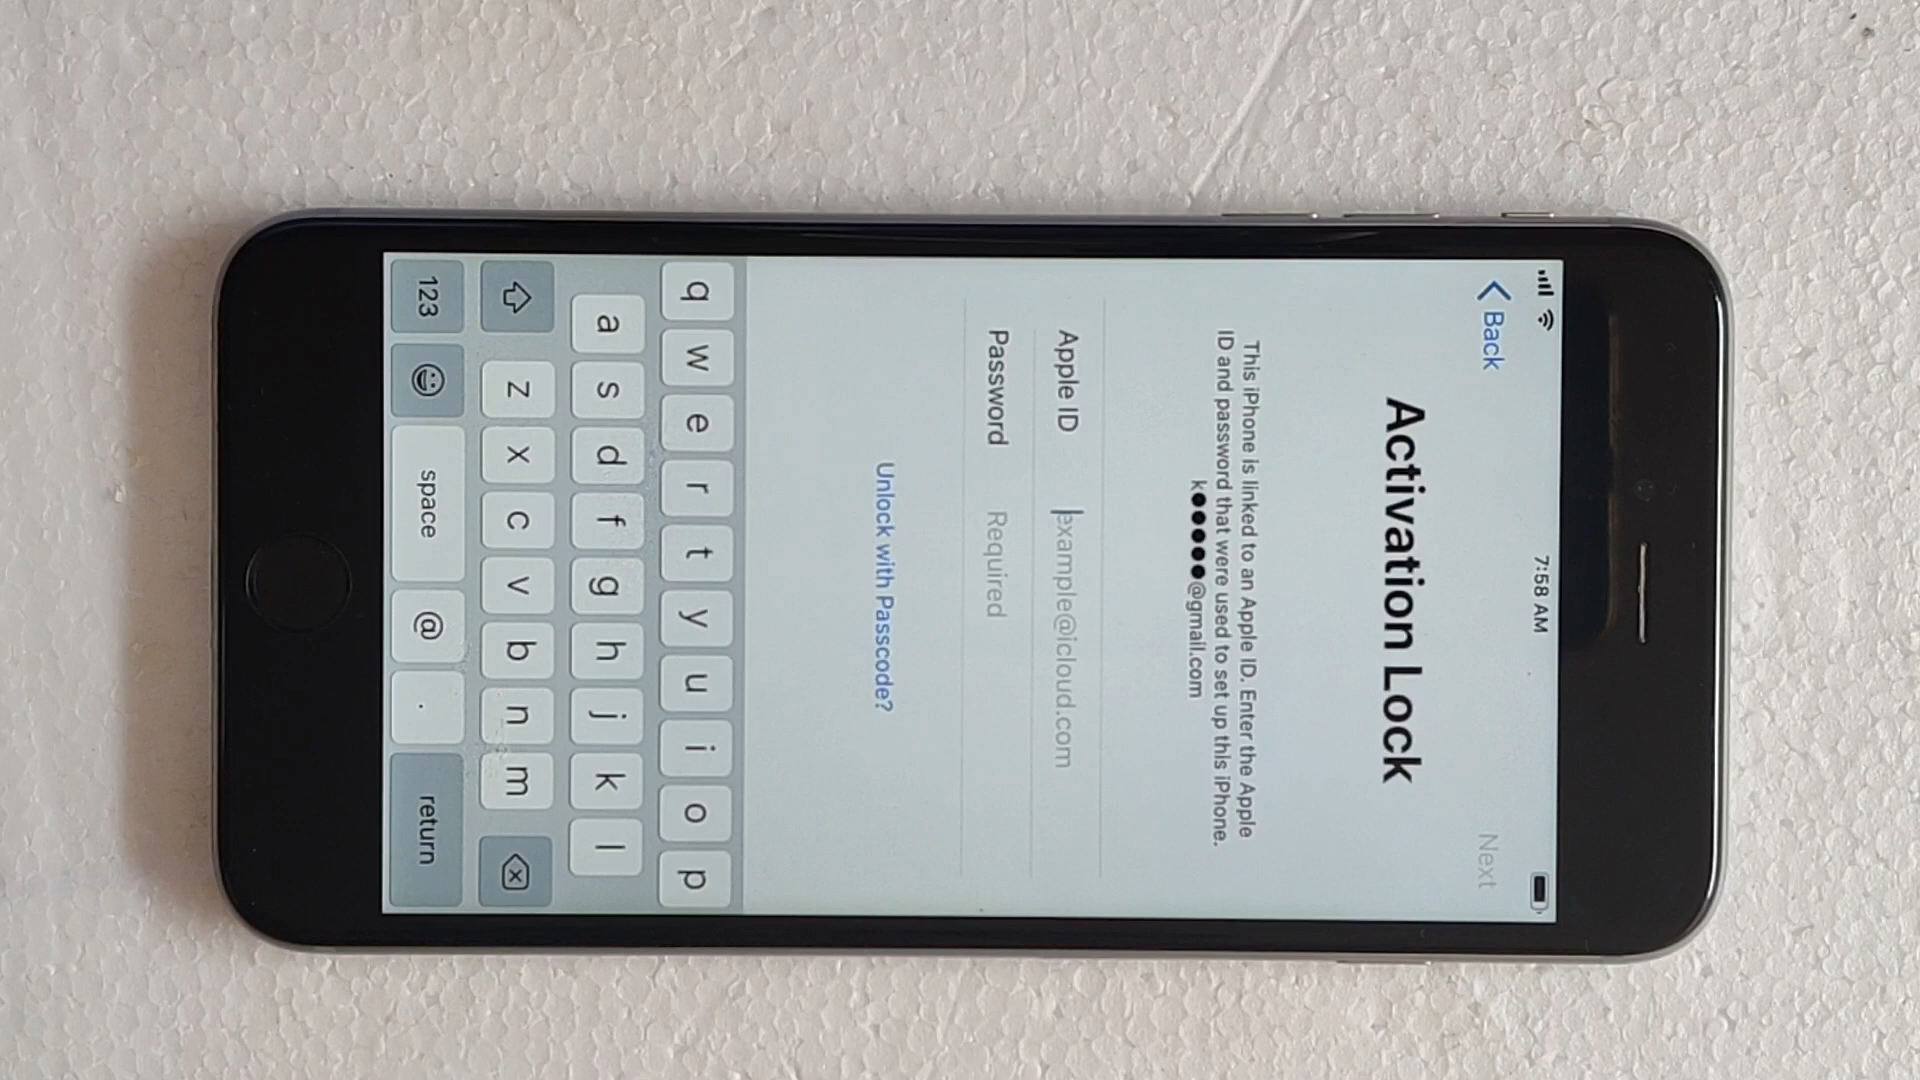 7:58 AM
Back
Next
Activation Lock
This iPhone is linked to an Apple ID. Enter the Apple
ID and password that were used to set up this iPhone.
k●●●●●@gmail.com
Apple ID example@icloud.com
Password Required
Unlock with Passcode?
q w e r t y u i o p
a s d f g h j k l
z x c v b n m
123 space @ . return